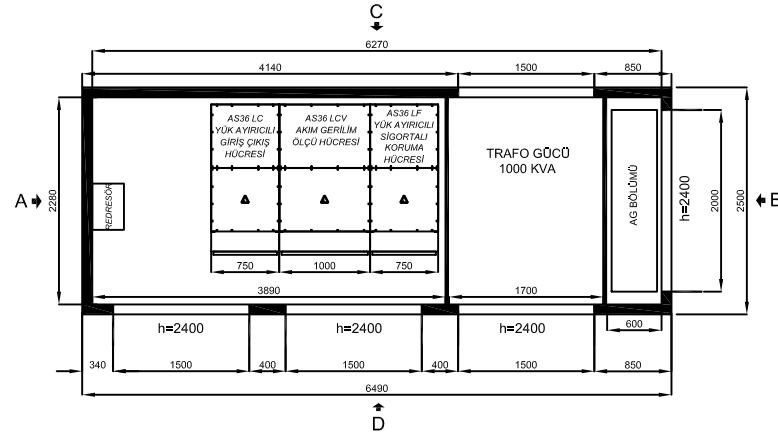 C
6270
4140
1500
850
AS36 LC
YÜK AYIRICILI
GİRİŞ ÇIKIŞ
HÜCRESİ
AS36 LCV
AKIM GERİLİM
ÖLÇÜ HÜCRESİ
AS36 LF
YÜK AYIRICILI
SİGORTALI
KORUMA
HÜCRESİ
TRAFO GÜCÜ
1000 KVA
A
2280
REDRESÖR
AG BÖLÜMÜ
h=2400
2000
2500
750
1000
750
3890
1700
600
h=2400
h=2400
h=2400
340
1500
400
1500
400
1500
850
6490
D